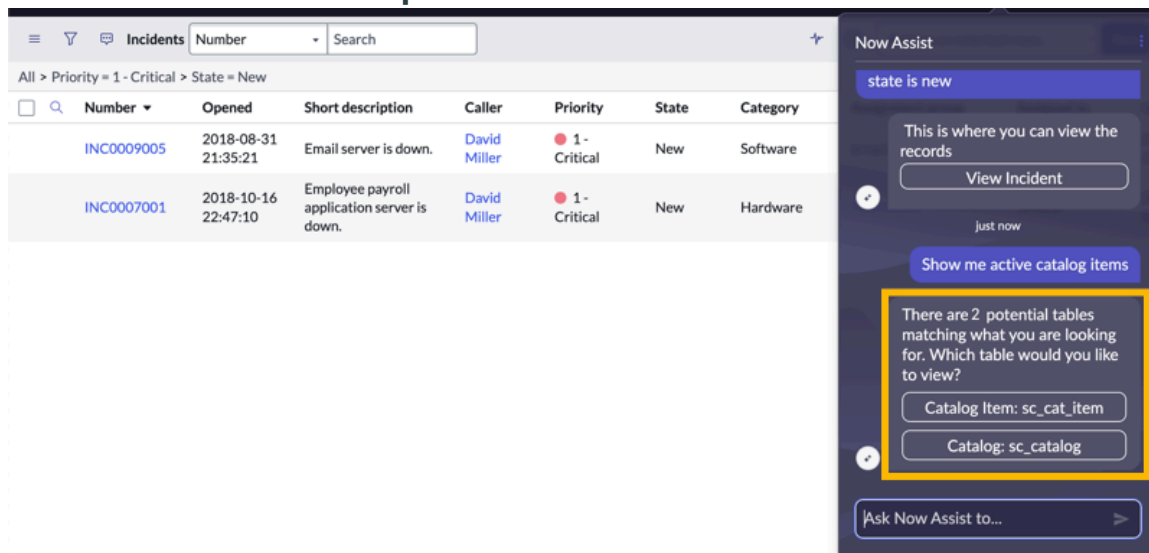 Incidents Number Search
All > Priority = 1 - Critical > State = New
Number Opened Short description Caller Priority State Category
INC0009005 2018-08-31 21:35:21 Email server is down. David Miller 1 - Critical New Software
INC0007001 2018-10-16 22:47:10 Employee payroll application server is down. David Miller 1 - Critical New Hardware
Now Assist
state is new
This is where you can view the
records
View Incident
just now
Show me active catalog items
There are 2 potential tables
matching what you are looking
for. Which table would you like
to view?
Catalog Item: sc_cat_item
Catalog: sc_catalog
Ask Now Assist to...